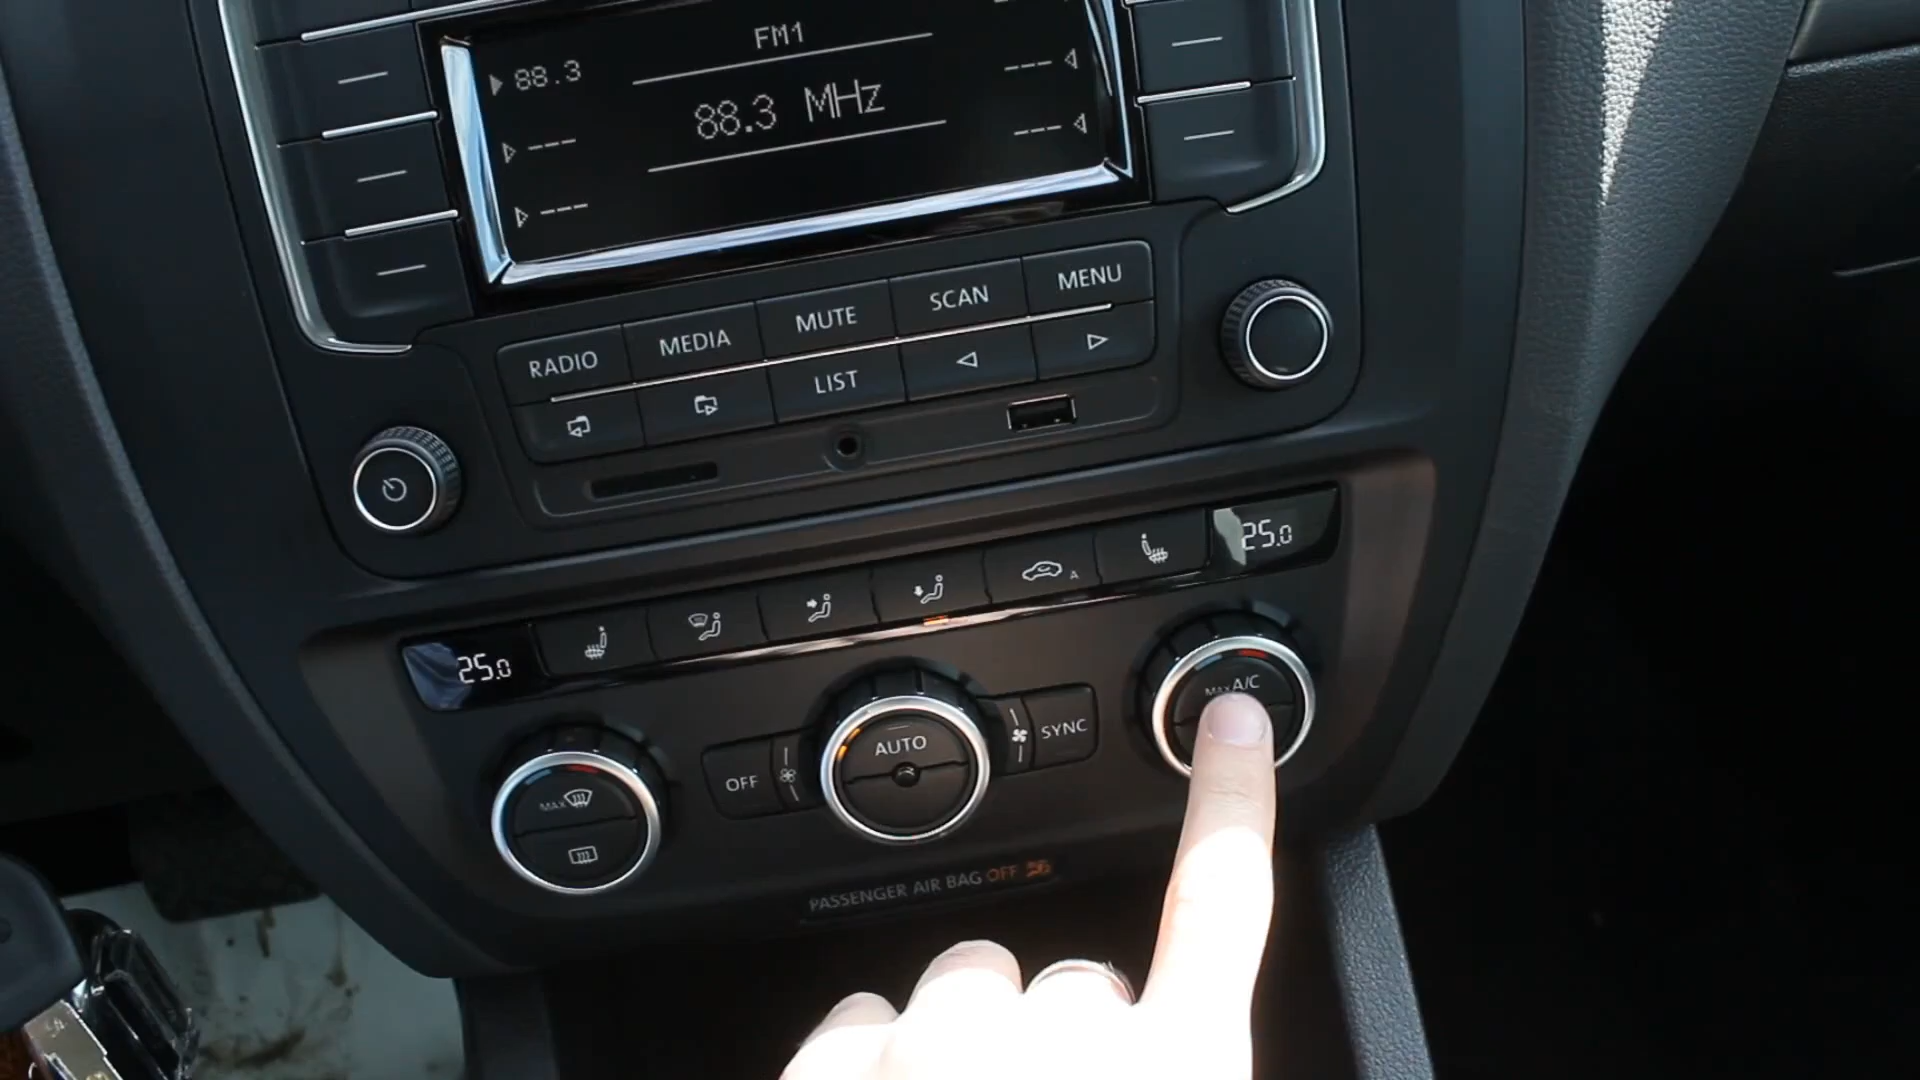 FM1
88.3
88.3 MHz
---
---
---
---
RADIO
MEDIA
MUTE
SCAN
MENU
LIST
25.0
A
25.0
MAX
OFF
AUTO
SYNC
MAX A/C
PASSENGER AIR BAG OFF